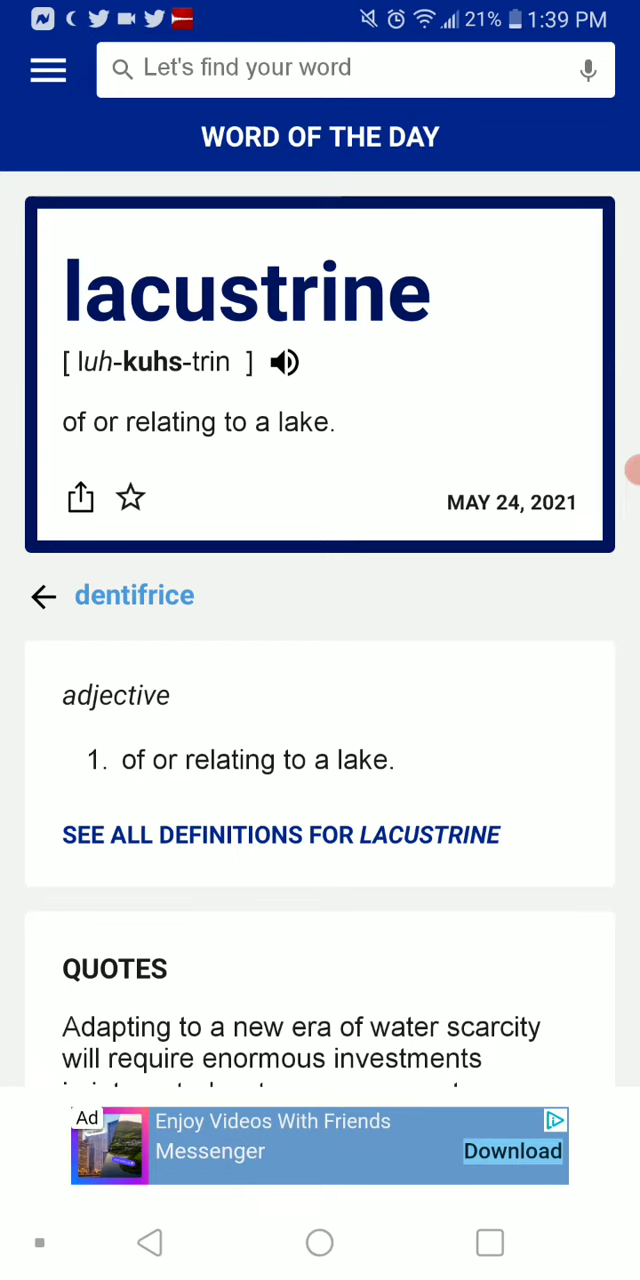 21% 1:39 PM
Let's find your word
WORD OF THE DAY
lacustrine
[ luh-kuhs-trin ]
of or relating to a lake.
MAY 24, 2021
dentifrice
adjective
1. of or relating to a lake.
SEE ALL DEFINITIONS FOR LACUSTRINE
QUOTES
Adapting to a new era of water scarcity
will require enormous investments
Ad
Enjoy Videos With Friends
Messenger
Download